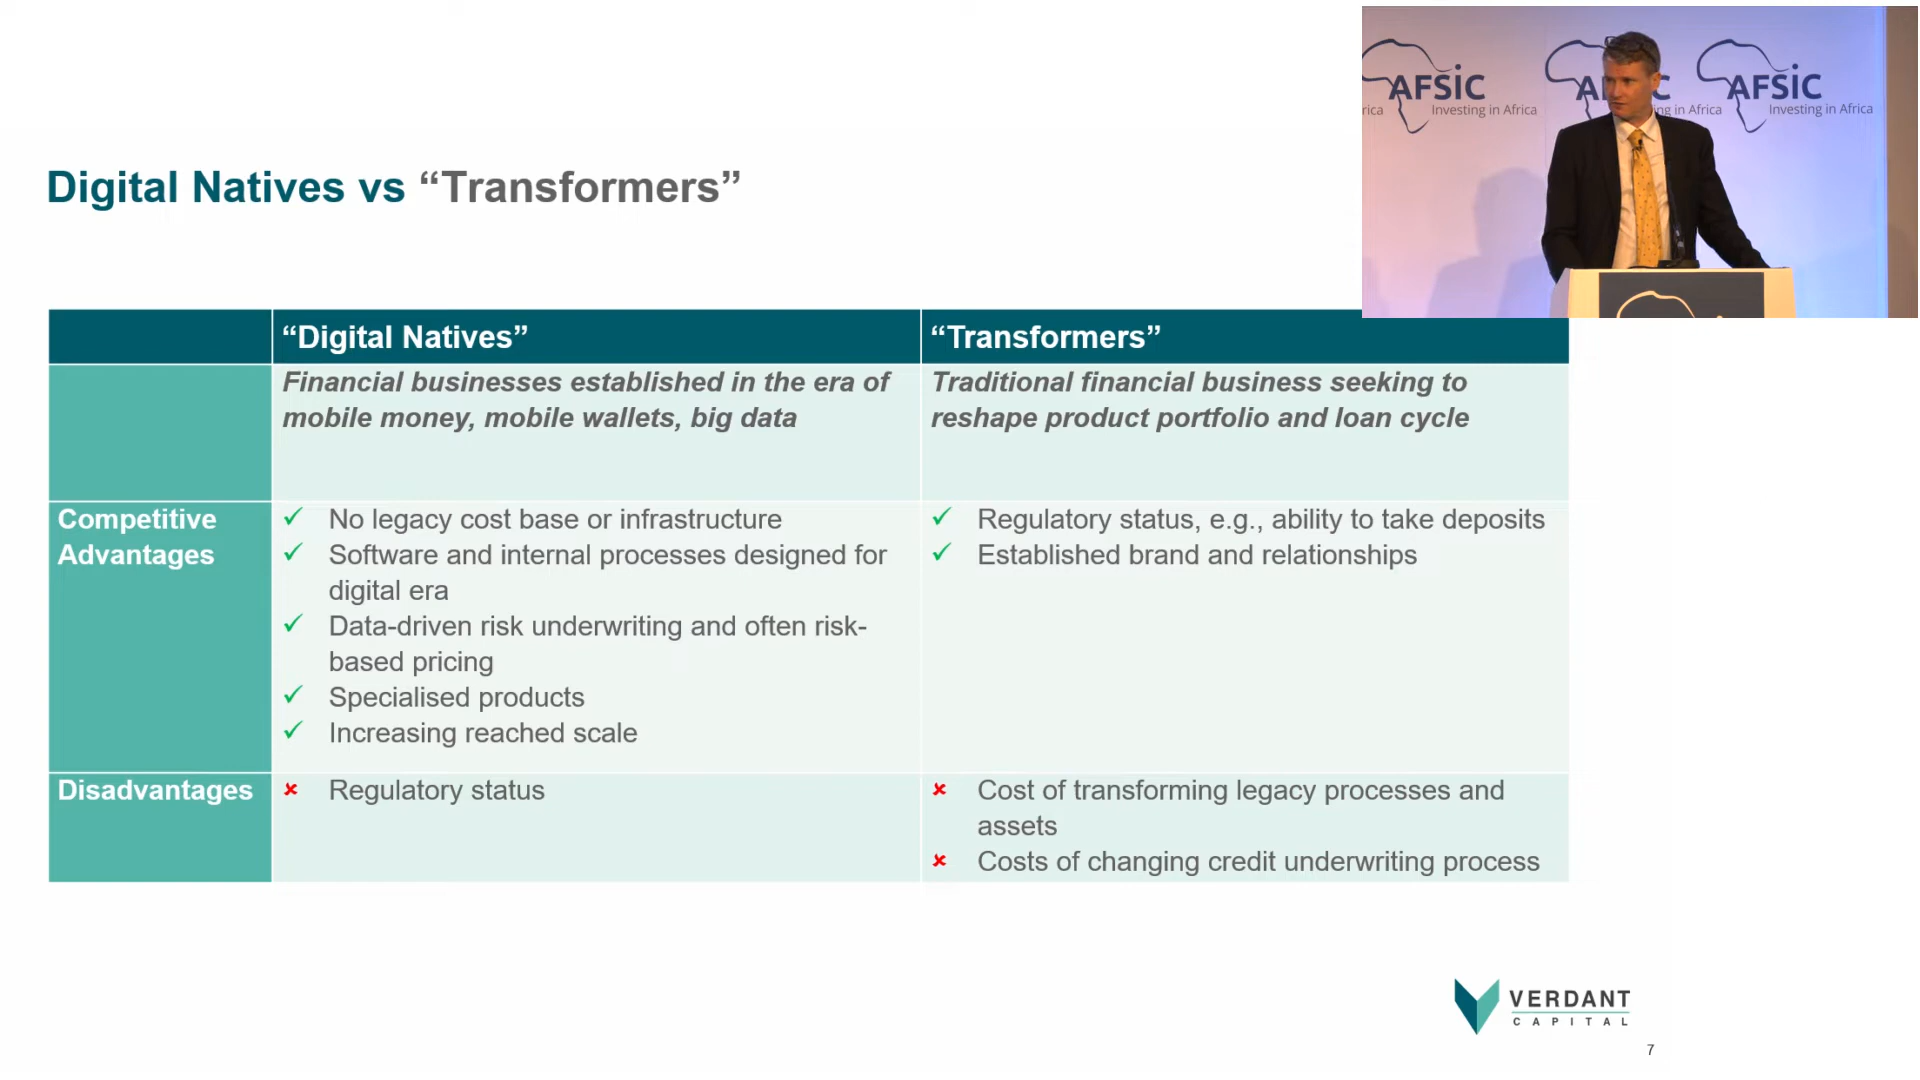 AFSIC
rica
Investing in Africa
A
C
ing in Africa
AFSIC
Investing in Africa
Digital Natives vs “Transformers”
“Digital Natives”
“Transformers”
Financial businesses established in the era of
mobile money, mobile wallets, big data
Traditional financial business seeking to
reshape product portfolio and loan cycle
Competitive
Advantages
✓ No legacy cost base or infrastructure
✓ Software and internal processes designed for
digital era
✓ Data-driven risk underwriting and often risk-
based pricing
✓ Specialised products
✓ Increasing reached scale
✓ Regulatory status, e.g., ability to take deposits
✓ Established brand and relationships
Disadvantages
✘ Regulatory status
✘ Cost of transforming legacy processes and
assets
✘ Costs of changing credit underwriting process
VERDANT
CAPITAL
7